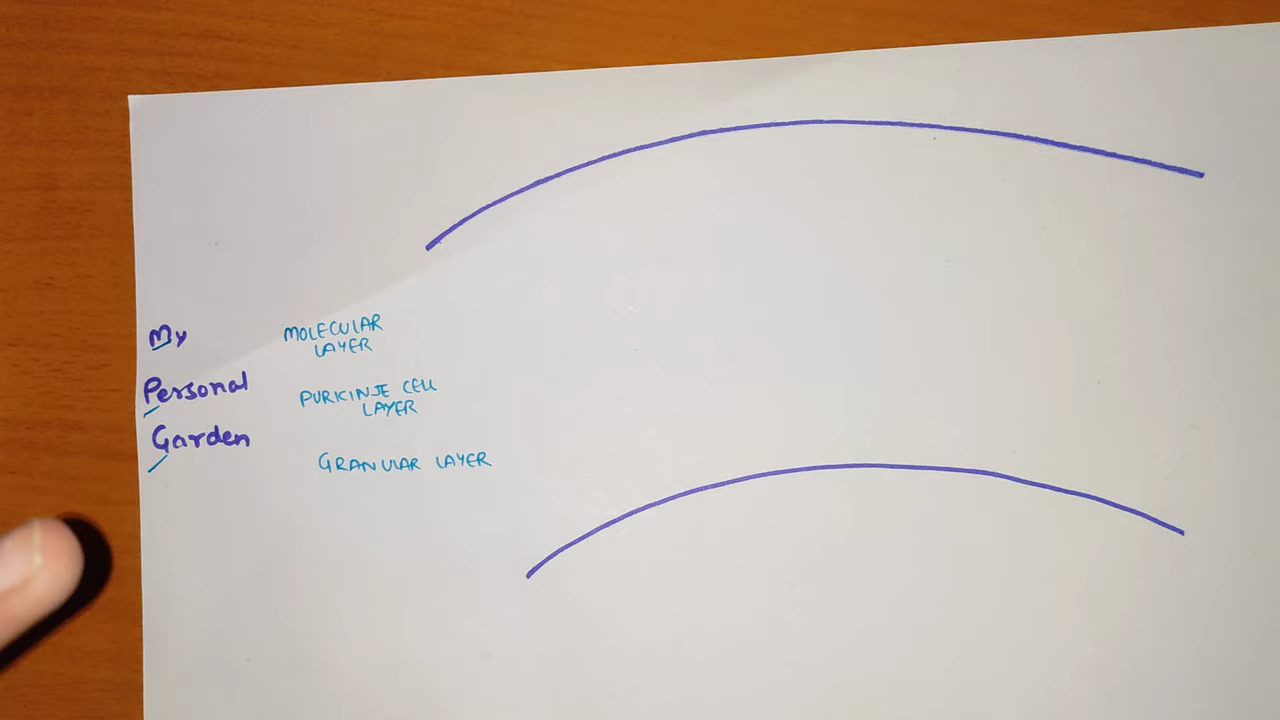 My
MOLECULAR
LAYER
Personal
PURKINJE CELL
LAYER
Garden
GRANULAR LAYER